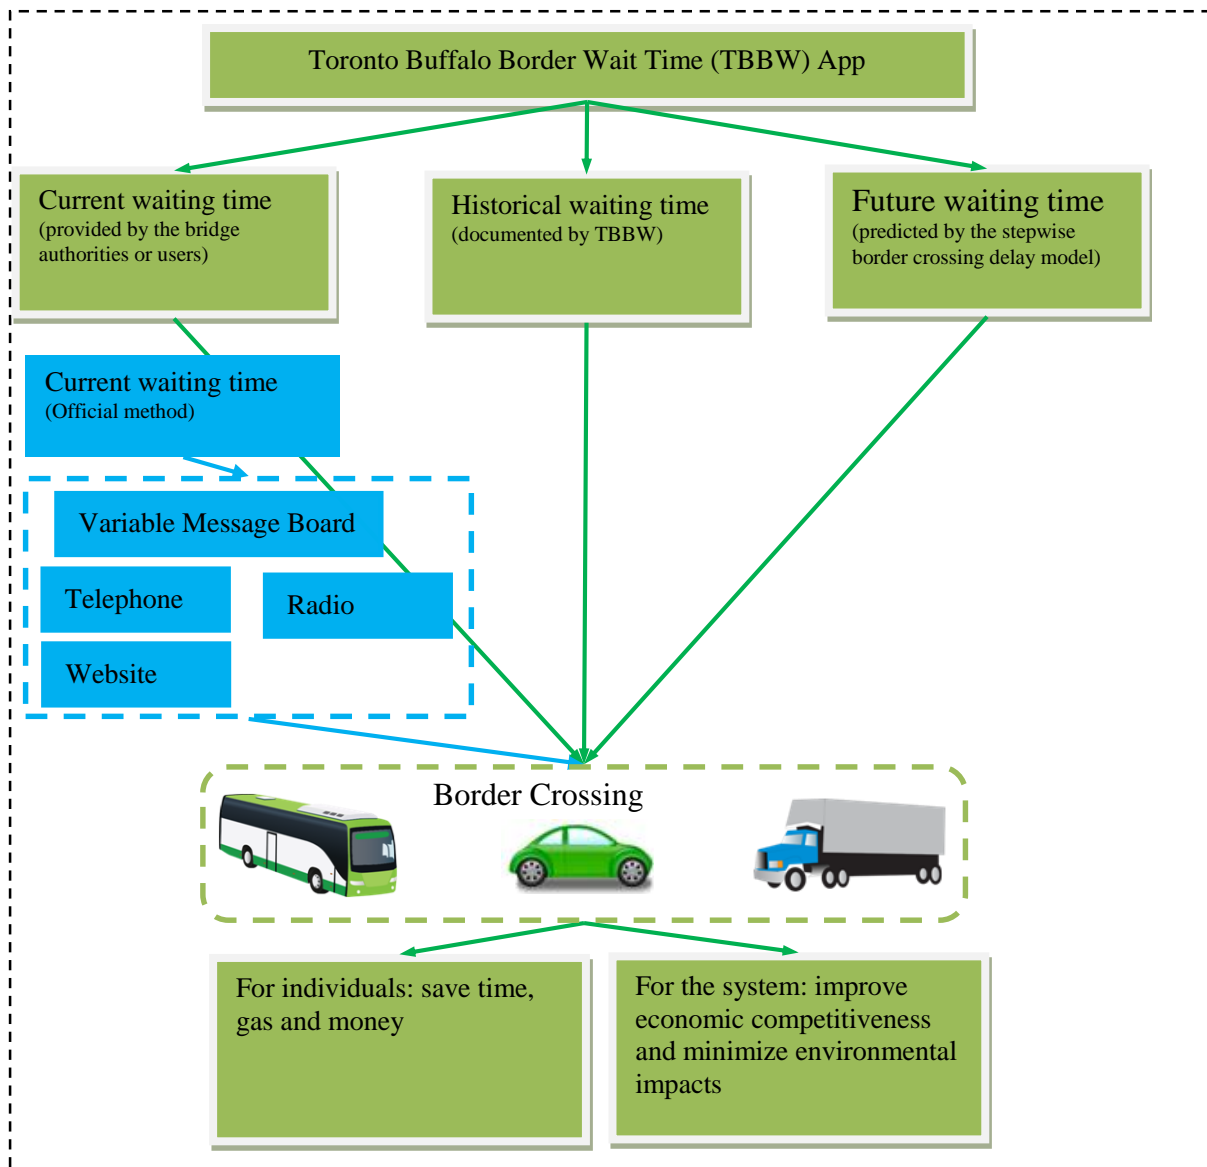 Toronto Buffalo Border Wait Time (TBBW) App
Current waiting time
(provided by the bridge
authorities or users)
Historical waiting time
(documented by TBBW)
Future waiting time
(predicted by the stepwise
border crossing delay model)
Current waiting time
(Official method)
Variable Message Board
Telephone
Radio
Website
Border Crossing
For individuals: save time,
gas and money
For the system: improve
economic competitiveness
and minimize environmental
impacts